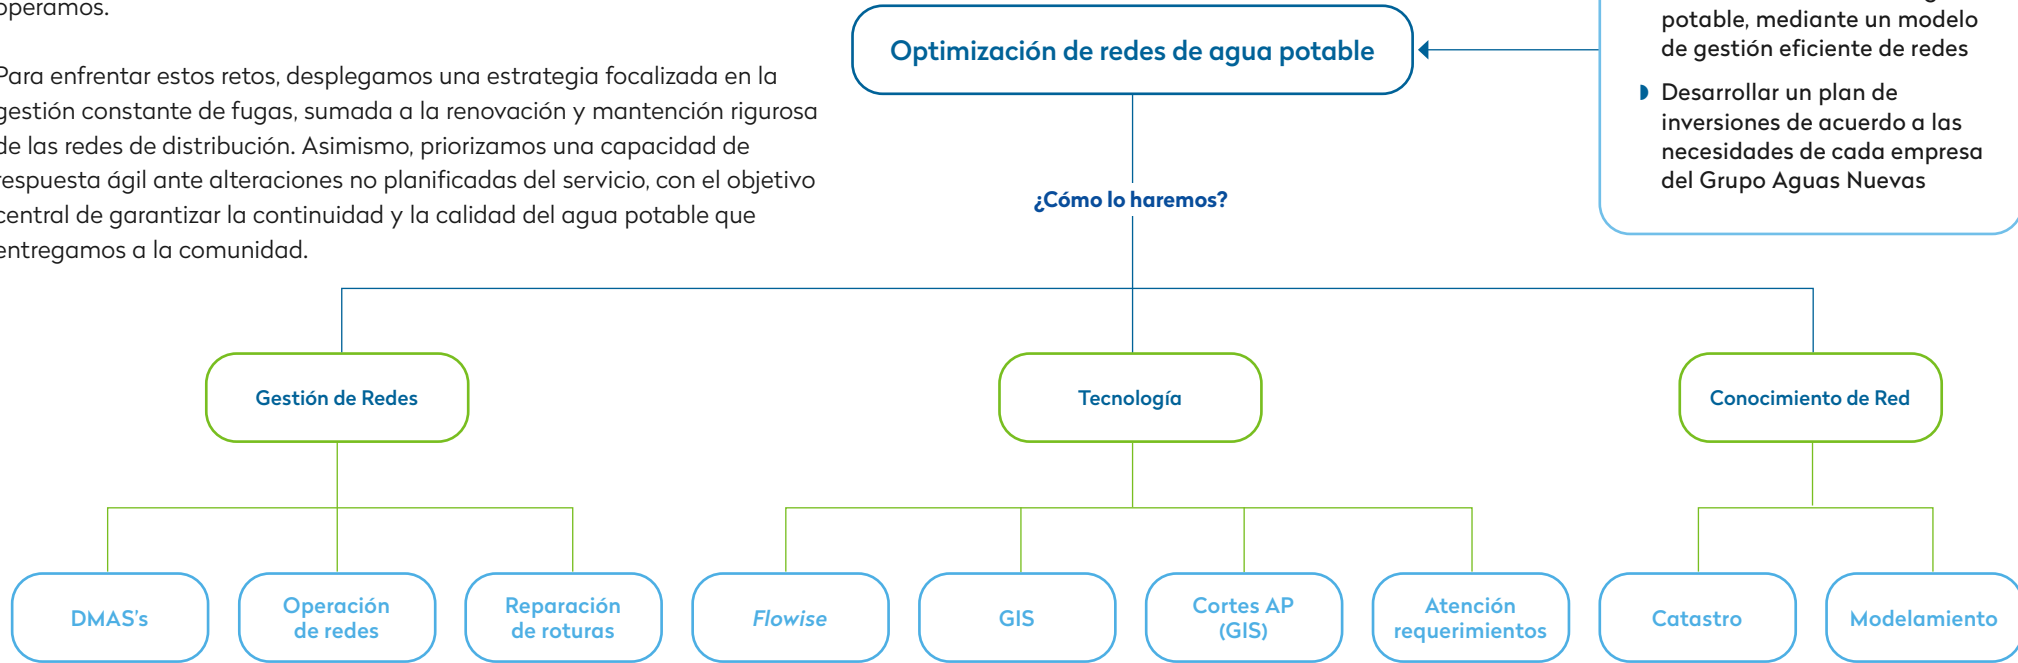 operamos.
Para enfrentar estos retos, desplegamos una estrategia focalizada en la
gestión constante de fugas, sumada a la renovación y mantención rigurosa
de las redes de distribución. Asimismo, priorizamos una capacidad de
respuesta ágil ante alteraciones no planificadas del servicio, con el objetivo
central de garantizar la continuidad y la calidad del agua potable que
entregamos a la comunidad.
Optimización de redes de agua potable
potable, mediante un modelo
de gestión eficiente de redes
◗ Desarrollar un plan de
inversiones de acuerdo a las
necesidades de cada empresa
del Grupo Aguas Nuevas
¿Cómo lo haremos?
Gestión de Redes
Tecnología
Conocimiento de Red
DMAS's
Operación
de redes
Reparación
de roturas
Flowise
GIS
Cortes AP
(GIS)
Atención
requerimientos
Catastro
Modelamiento